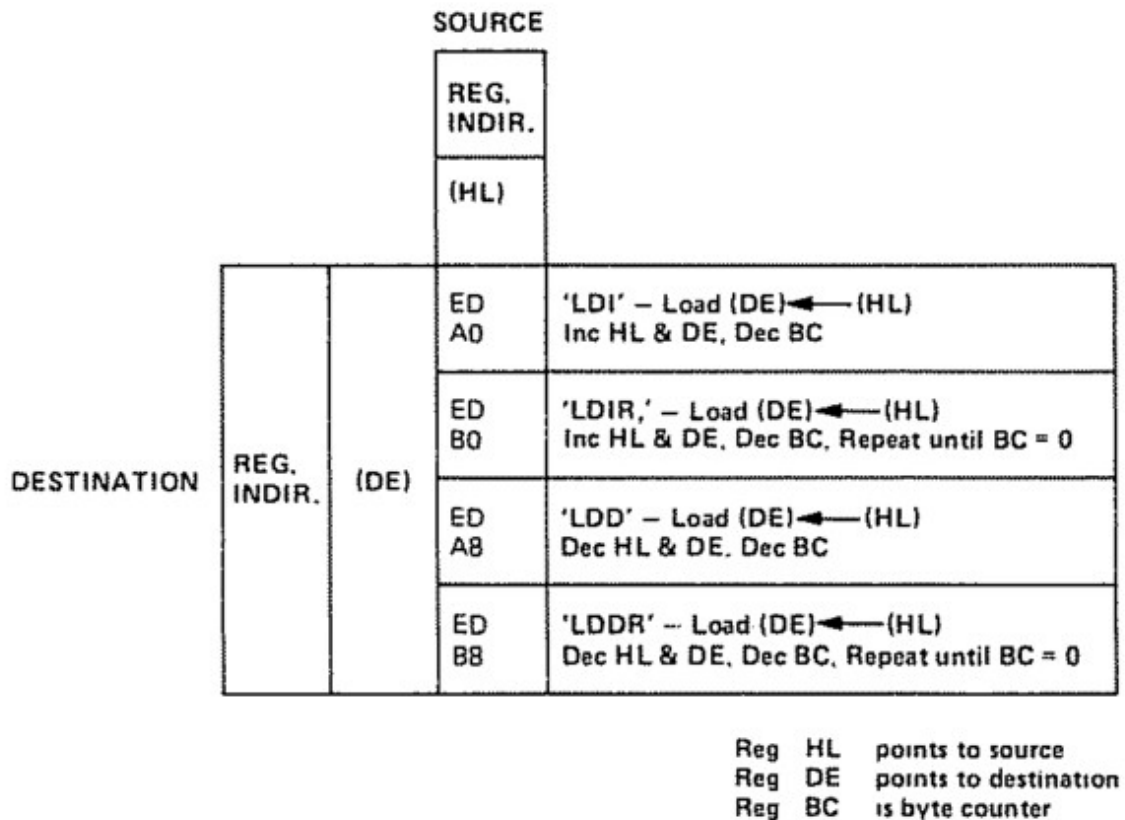 SOURCE
REG.
INDIR.
(HL)
DESTINATION
REG.
INDIR.
(DE)
ED
A0
'LDI' – Load (DE)◄—(HL)
Inc HL & DE, Dec BC
ED
B0
'LDIR,' – Load (DE)◄—(HL)
Inc HL & DE, Dec BC, Repeat until BC = 0
ED
A8
'LDD' – Load (DE)◄—(HL)
Dec HL & DE, Dec BC
ED
B8
'LDDR' – Load (DE)◄—(HL)
Dec HL & DE, Dec BC, Repeat until BC = 0
Reg HL points to source
Reg DE points to destination
Reg BC is byte counter